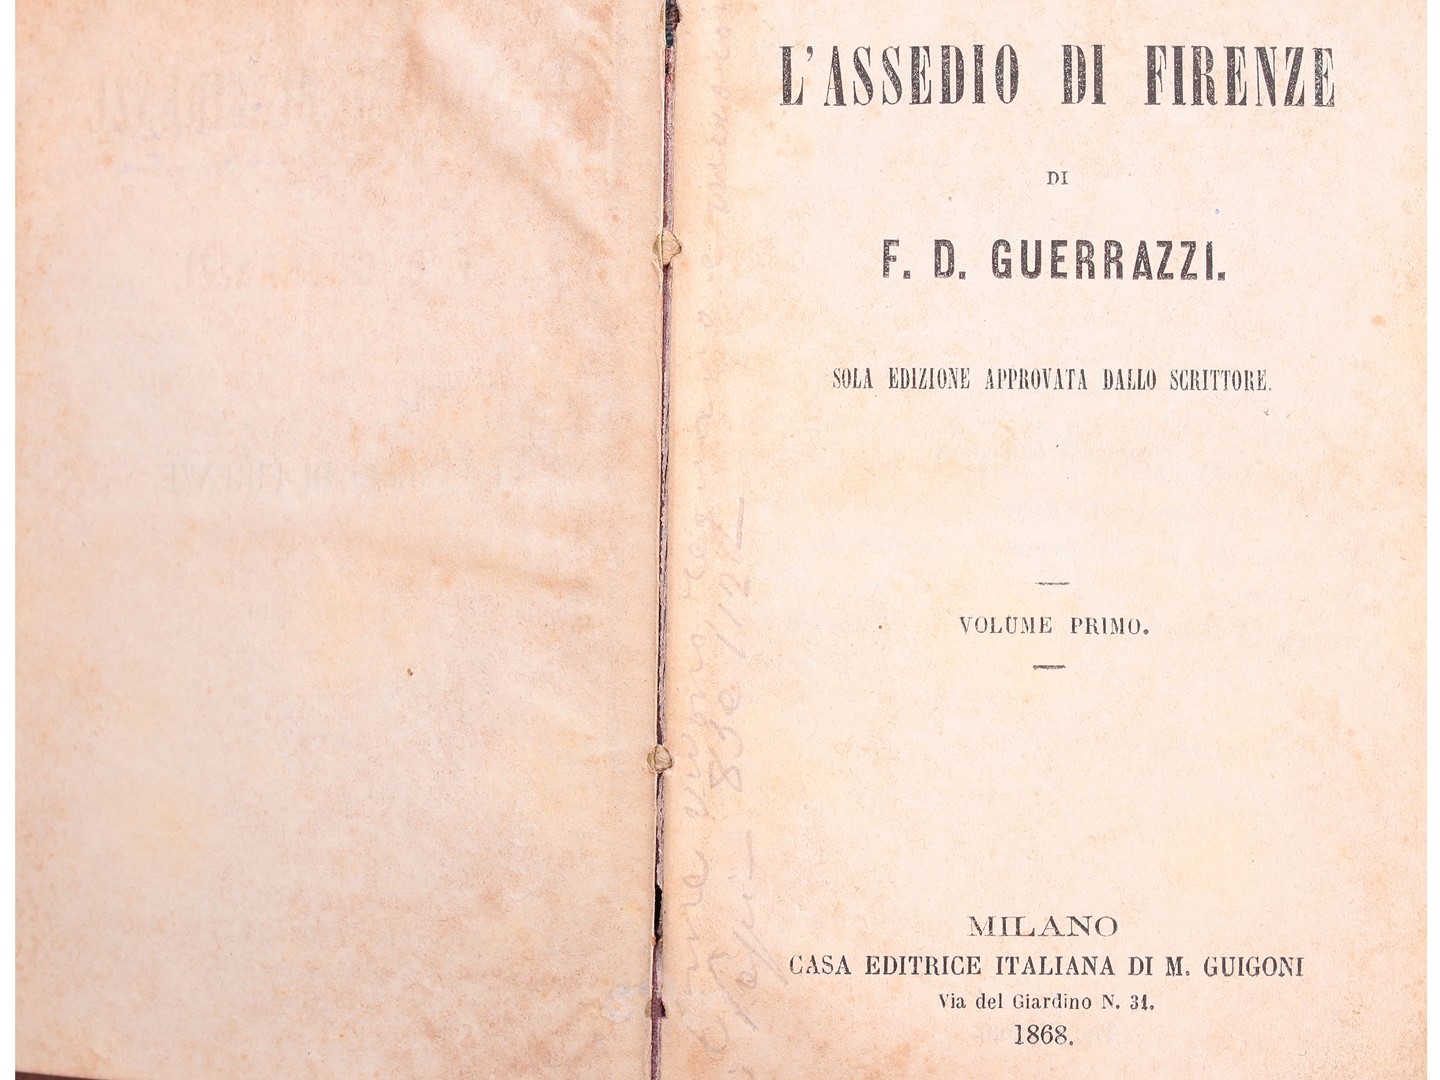 L'ASSEDIO DI FIRENZE
DI
F. D. GUERRAZZI.
SOLA EDIZIONE APPROVATA DALLO SCRITTORE.
VOLUME PRIMO.
MILANO
CASA EDITRICE ITALIANA DI M. GUIGONI
Via del Giardino N. 31.
1868.